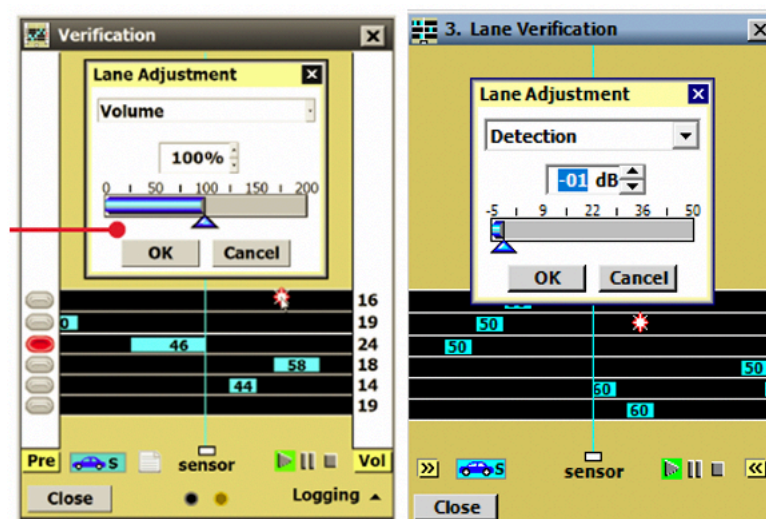 Verification
Lane Adjustment
Volume
100%
0 50 100 150 200
OK Cancel
16
0 19
46 24
58 18
44 14
19
Pre S sensor Vol
Close Logging
3. Lane Verification
Lane Adjustment
Detection
-01 dB
-5 9 22 36 50
OK Cancel
50
50
50
60
60
S sensor
Close